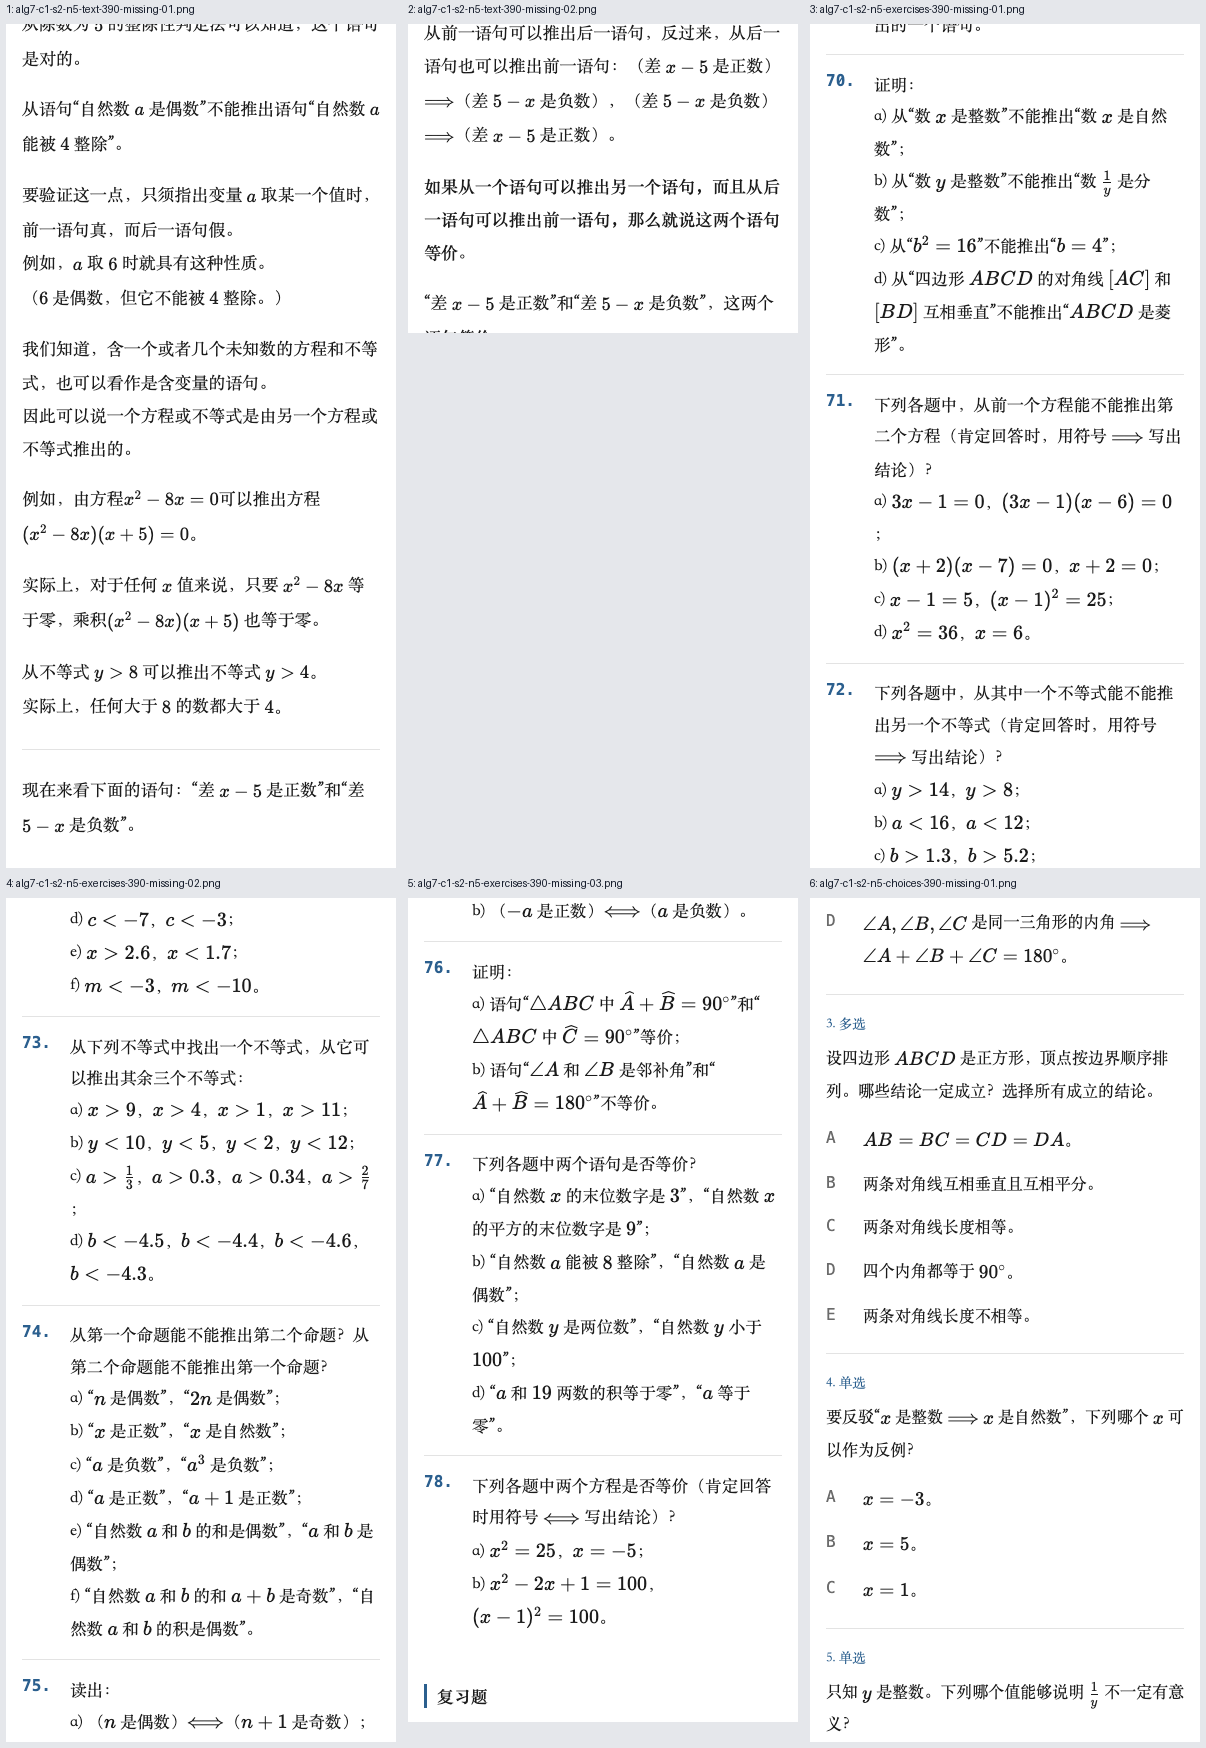 1: alg7-c1-s2-n5-text-390-missing-01.png
是对的。
从语句“自然数 a 是偶数”不能推出语句“自然数 a
能被 4 整除”。
要验证这一点，只须指出变量 a 取某一个值时，
前一语句真，而后一语句假。
例如，a 取 6 时就具有这种性质。
（6 是偶数，但它不能被 4 整除。）
我们知道，含一个或者几个未知数的方程和不等
式，也可以看作是含变量的语句。
因此可以说一个方程或不等式是由另一个方程或
不等式推出的。
例如，由方程x² − 8x = 0可以推出方程
(x² − 8x)(x + 5) = 0。
实际上，对于任何 x 值来说，只要 x² − 8x 等
于零，乘积(x² − 8x)(x + 5) 也等于零。
从不等式 y > 8 可以推出不等式 y > 4。
实际上，任何大于 8 的数都大于 4。
现在来看下面的语句：“差 x − 5 是正数”和“差
5 − x 是负数”。
2: alg7-c1-s2-n5-text-390-missing-02.png
从前一语句可以推出后一语句，反过来，从后一
语句也可以推出前一语句：（差 x − 5 是正数）
⟹（差 5 − x 是负数），（差 5 − x 是负数）
⟹（差 x − 5 是正数）。
如果从一个语句可以推出另一个语句，而且从后
一语句可以推出前一语句，那么就说这两个语句
等价。
“差 x − 5 是正数”和“差 5 − x 是负数”，这两个
3: alg7-c1-s2-n5-exercises-390-missing-01.png
出的一个语句。
70. 证明：
a) 从“数 x 是整数”不能推出“数 x 是自然
数”；
b) 从“数 y 是整数”不能推出“数 1/y 是分
数”；
c) 从“b² = 16”不能推出“b = 4”；
d) 从“四边形 ABCD 的对角线 [AC] 和
[BD] 互相垂直”不能推出“ABCD 是菱
形”。
71. 下列各题中，从前一个方程能不能推出第
二个方程（肯定回答时，用符号 ⟹ 写出
结论）？
a) 3x − 1 = 0，(3x − 1)(x − 6) = 0
；
b) (x + 2)(x − 7) = 0，x + 2 = 0；
c) x − 1 = 5，(x − 1)² = 25；
d) x² = 36，x = 6。
72. 下列各题中，从其中一个不等式能不能推
出另一个不等式（肯定回答时，用符号
⟹ 写出结论）？
a) y > 14，y > 8；
b) a < 16，a < 12；
c) b > 1.3，b > 5.2；
4: alg7-c1-s2-n5-exercises-390-missing-02.png
d) c < −7，c < −3；
e) x > 2.6，x < 1.7；
f) m < −3，m < −10。
73. 从下列不等式中找出一个不等式，从它可
以推出其余三个不等式：
a) x > 9，x > 4，x > 1，x > 11；
b) y < 10，y < 5，y < 2，y < 12；
c) a > 1/3，a > 0.3，a > 0.34，a > 2/7
；
d) b < −4.5，b < −4.4，b < −4.6，
b < −4.3。
74. 从第一个命题能不能推出第二个命题？从
第二个命题能不能推出第一个命题？
a) “n 是偶数”，“2n 是偶数”；
b) “x 是正数”，“x 是自然数”；
c) “a 是负数”，“a³ 是负数”；
d) “a 是正数”，“a + 1 是正数”；
e) “自然数 a 和 b 的和是偶数”，“a 和 b 是
偶数”；
f) “自然数 a 和 b 的和 a + b 是奇数”，“自
然数 a 和 b 的积是偶数”。
75. 读出：
a) （n 是偶数）⟺（n + 1 是奇数）；
5: alg7-c1-s2-n5-exercises-390-missing-03.png
b) （−a 是正数）⟺（a 是负数）。
76. 证明：
a) 语句“△ABC 中 Â + B̂ = 90°”和“
△ABC 中 Ĉ = 90°”等价；
b) 语句“∠A 和 ∠B 是邻补角”和“
Â + B̂ = 180°”不等价。
77. 下列各题中两个语句是否等价？
a) “自然数 x 的末位数字是 3”，“自然数 x
的平方的末位数字是 9”；
b) “自然数 a 能被 8 整除”，“自然数 a 是
偶数”；
c) “自然数 y 是两位数”，“自然数 y 小于
100”；
d) “a 和 19 两数的积等于零”，“a 等于
零”。
78. 下列各题中两个方程是否等价（肯定回答
时用符号 ⟺ 写出结论）？
a) x² = 25，x = −5；
b) x² − 2x + 1 = 100，
(x − 1)² = 100。
复习题
6: alg7-c1-s2-n5-choices-390-missing-01.png
D ∠A, ∠B, ∠C 是同一三角形的内角 ⟹
∠A + ∠B + ∠C = 180°。
3. 多选
设四边形 ABCD 是正方形，顶点按边界顺序排
列。哪些结论一定成立？选择所有成立的结论。
A AB = BC = CD = DA。
B 两条对角线互相垂直且互相平分。
C 两条对角线长度相等。
D 四个内角都等于 90°。
E 两条对角线长度不相等。
4. 单选
要反驳“x 是整数 ⟹ x 是自然数”，下列哪个 x 可
以作为反例？
A x = −3。
B x = 5。
C x = 1。
5. 单选
只知 y 是整数。下列哪个值能够说明 1/y 不一定有意
义？